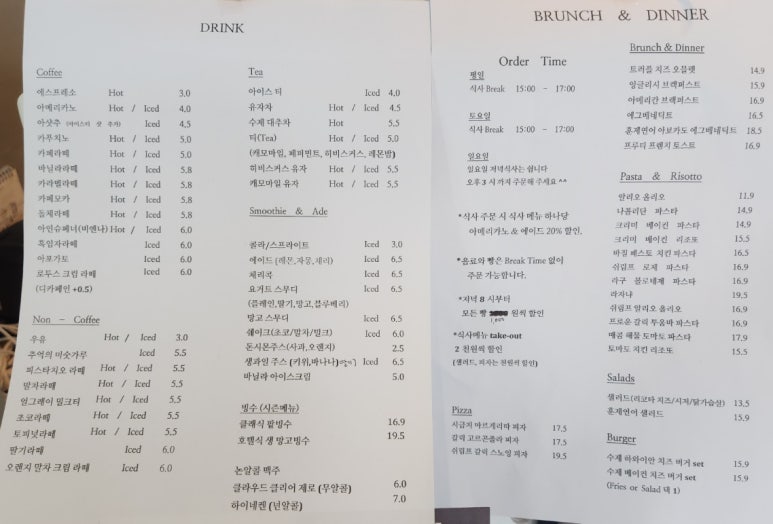 DRINK
Coffee
에스프레소 Hot 3.0
아메리카노 Hot / Iced 4.0
아샷추 (아이스티 샷 추가) Iced 4.5
카푸치노 Hot / Iced 5.0
카페라떼 Hot / Iced 5.0
바닐라라떼 Hot / Iced 5.8
카라멜라떼 Hot / Iced 5.8
카페모카 Hot / Iced 5.8
돌체라떼 Hot / Iced 5.8
아인슈페너(비엔나) Hot / Iced 6.0
흑임자라떼 Iced 6.0
아포가토 Iced 6.0
로투스 크림 라떼 Iced 6.0
(디카페인 +0.5)
Non - Coffee
우유 Hot / Iced 3.0
추억의 미숫가루 Iced 5.5
피스타치오 라떼 Hot / Iced 5.5
말차라떼 Hot / Iced 5.5
얼그레이 밀크티 Hot / Iced 5.5
초코라떼 Hot / Iced 5.5
토피넛라떼 Hot / Iced 5.5
딸기라떼 Iced 6.0
오렌지 말차 크림 라떼 Iced 6.0
Tea
아이스 티 Iced 4.0
유자차 Hot / Iced 4.5
수제 대추차 Hot 5.5
티(Tea) Hot / Iced 5.0
(캐모마일, 페퍼민트, 히비스커스, 레몬밤)
히비스커스 유자 Hot / Iced 5.5
캐모마일 유자 Hot / Iced 5.5
Smoothie & Ade
콜라/스프라이트 Iced 3.0
에이드 (레몬,자몽,체리) Iced 6.5
체리콕 Iced 6.5
요거트 스무디 Iced 6.5
(플레인,딸기,망고,블루베리)
망고 스무디 Iced 6.5
쉐이크(초코/말차/밀크) Iced 6.0
돈시몬주스(사과,오렌지) 2.5
생과일 주스 (키위,바나나) Iced 6.5
바닐라 아이스크림 5.0
빙수 (시즌메뉴)
클래식 팥빙수 16.9
호텔식 생 망고빙수 19.5
논알콜 맥주
클라우드 클리어 제로 (무알콜) 6.0
하이네켄 (넌알콜) 7.0
BRUNCH & DINNER
Order Time
평일
식사 Break 15:00 - 17:00
토요일
식사 Break 15:00 - 17:00
일요일
일요일 저녁식사는 쉽니다
오후 3 시 까지 주문해 주세요 ^^
*식사 주문 시 식사 메뉴 하나당
아메리카노 & 에이드 20% 할인.
*음료와 빵은 Break Time 없이
주문 가능합니다.
*저녁 8 시부터
모든 빵 원씩 할인
*식사메뉴 take-out
2 천원씩 할인
(샐러드, 피자는 천원씩 할인)
Pizza
시금치 마르게리타 피자 17.5
갈릭 고르곤졸라 피자 17.5
쉬림프 갈릭 스노잉 피자 19.5
Brunch & Dinner
트러플 치즈 오믈렛 14.9
잉글리시 브랙퍼스트 15.9
아메리칸 브랙퍼스트 16.9
에그베네딕트 16.5
훈제연어 아보카도 에그베네딕트 18.5
프루티 프렌치 토스트 16.9
Pasta & Risotto
알리오 올리오 11.9
나폴리탄 파스타 14.9
크리미 베이컨 파스타 14.9
크리미 베이컨 리조또 15.5
바질 페스토 치킨 파스타 16.5
쉬림프 로제 파스타 16.9
라구 볼로네제 파스타 16.9
라자냐 19.5
쉬림프 알리오 올리오 16.9
프로운 갈릭 투움바 파스타 16.9
매콤 해물 토마토 파스타 17.9
토마토 치킨 리조또 15.5
Salads
샐러드(리코타 치즈/시저/닭가슴살) 13.5
훈제연어 샐러드 15.9
Burger
수제 하와이안 치즈 버거 set 15.9
수제 베이컨 치즈 버거 set 15.9
(Fries or Salad 택 1)